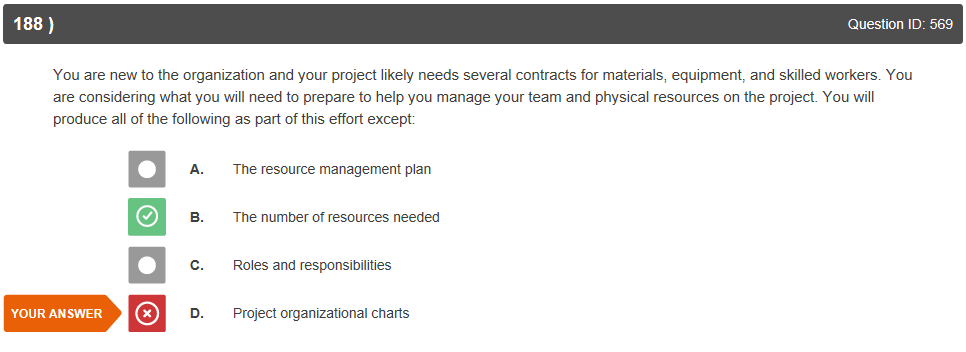 188 ) Question ID: 569
You are new to the organization and your project likely needs several contracts for materials, equipment, and skilled workers. You
are considering what you will need to prepare to help you manage your team and physical resources on the project. You will
produce all of the following as part of this effort except:
A. The resource management plan
B. The number of resources needed
C. Roles and responsibilities
YOUR ANSWER D. Project organizational charts